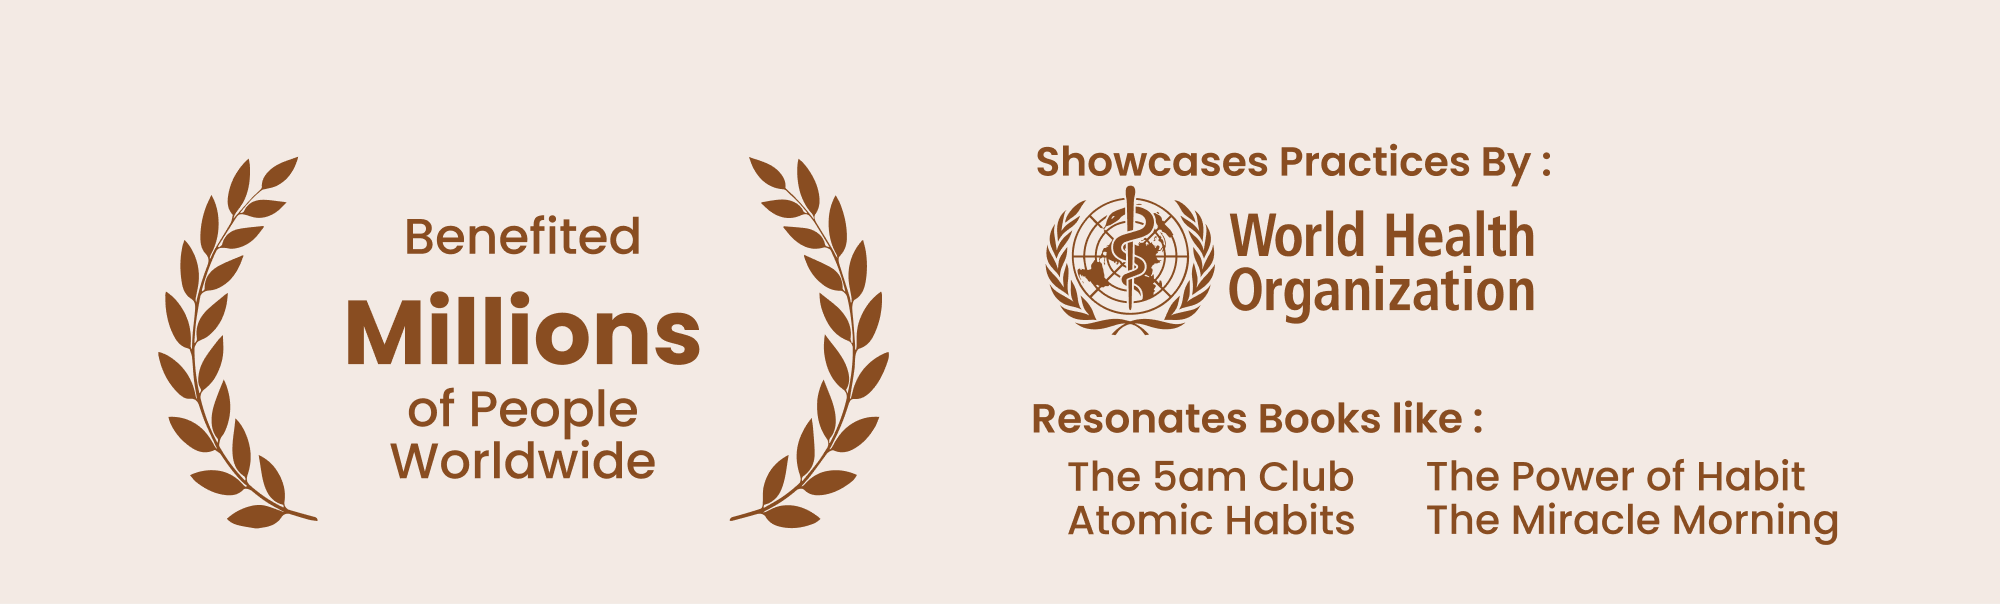 Benefited
Millions
of People
Worldwide
Showcases Practices By :
World Health
Organization
Resonates Books like :
The 5am Club
Atomic Habits
The Power of Habit
The Miracle Morning